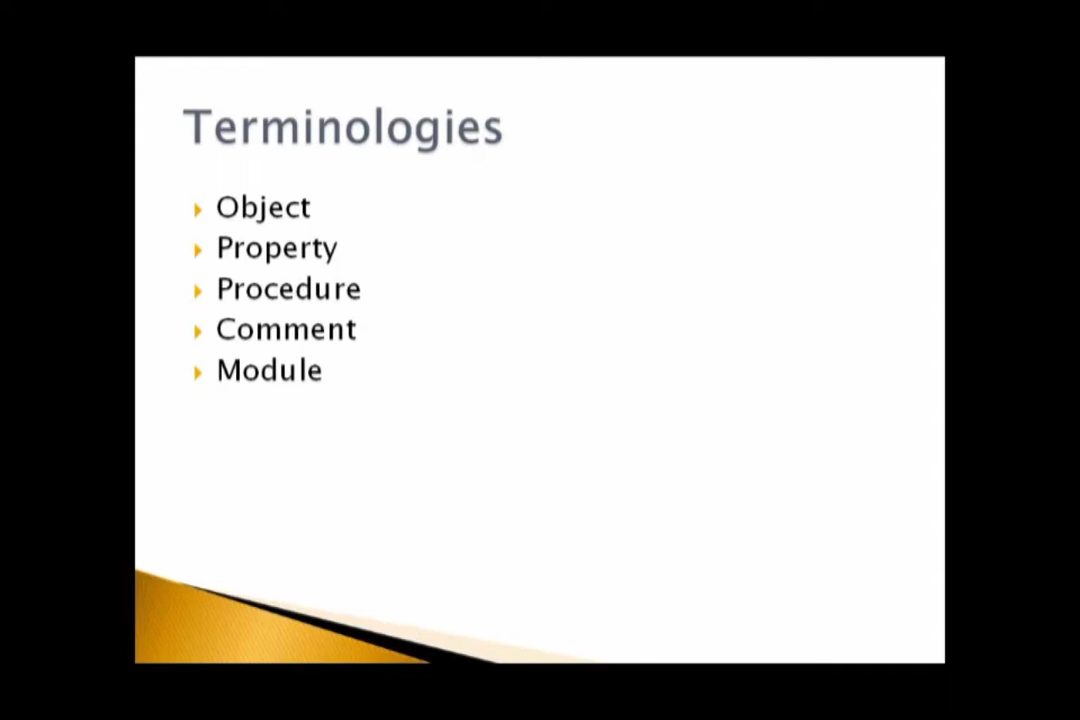 Terminologies
Object
Property
Procedure
Comment
Module